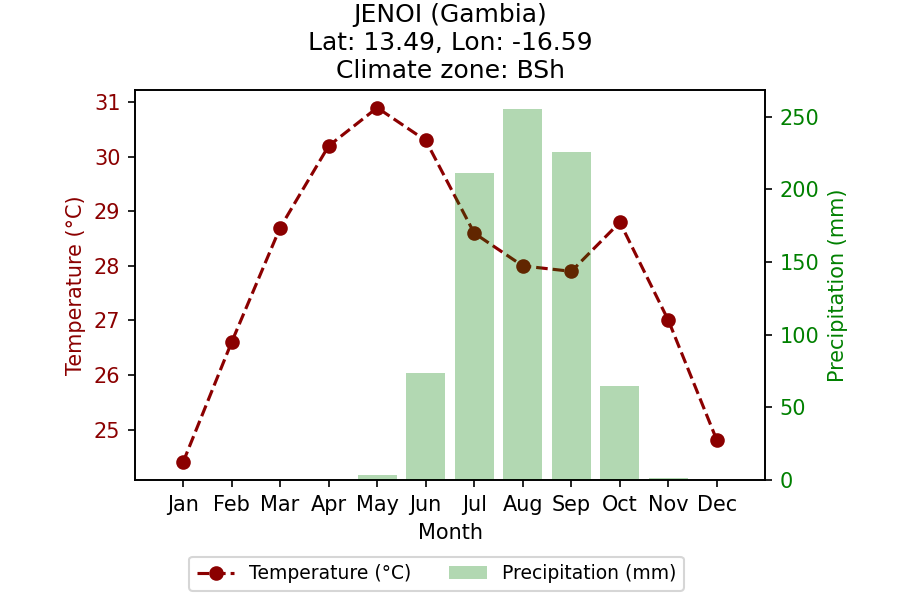 JENOI (Gambia)
Lat: 13.49, Lon: -16.59
Climate zone: BSh
31
30
29
28
27
26
25
Temperature (°C)
250
200
150
100
50
0
Precipitation (mm)
Jan Feb Mar Apr May Jun Jul Aug Sep Oct Nov Dec
Month
Temperature (°C) Precipitation (mm)